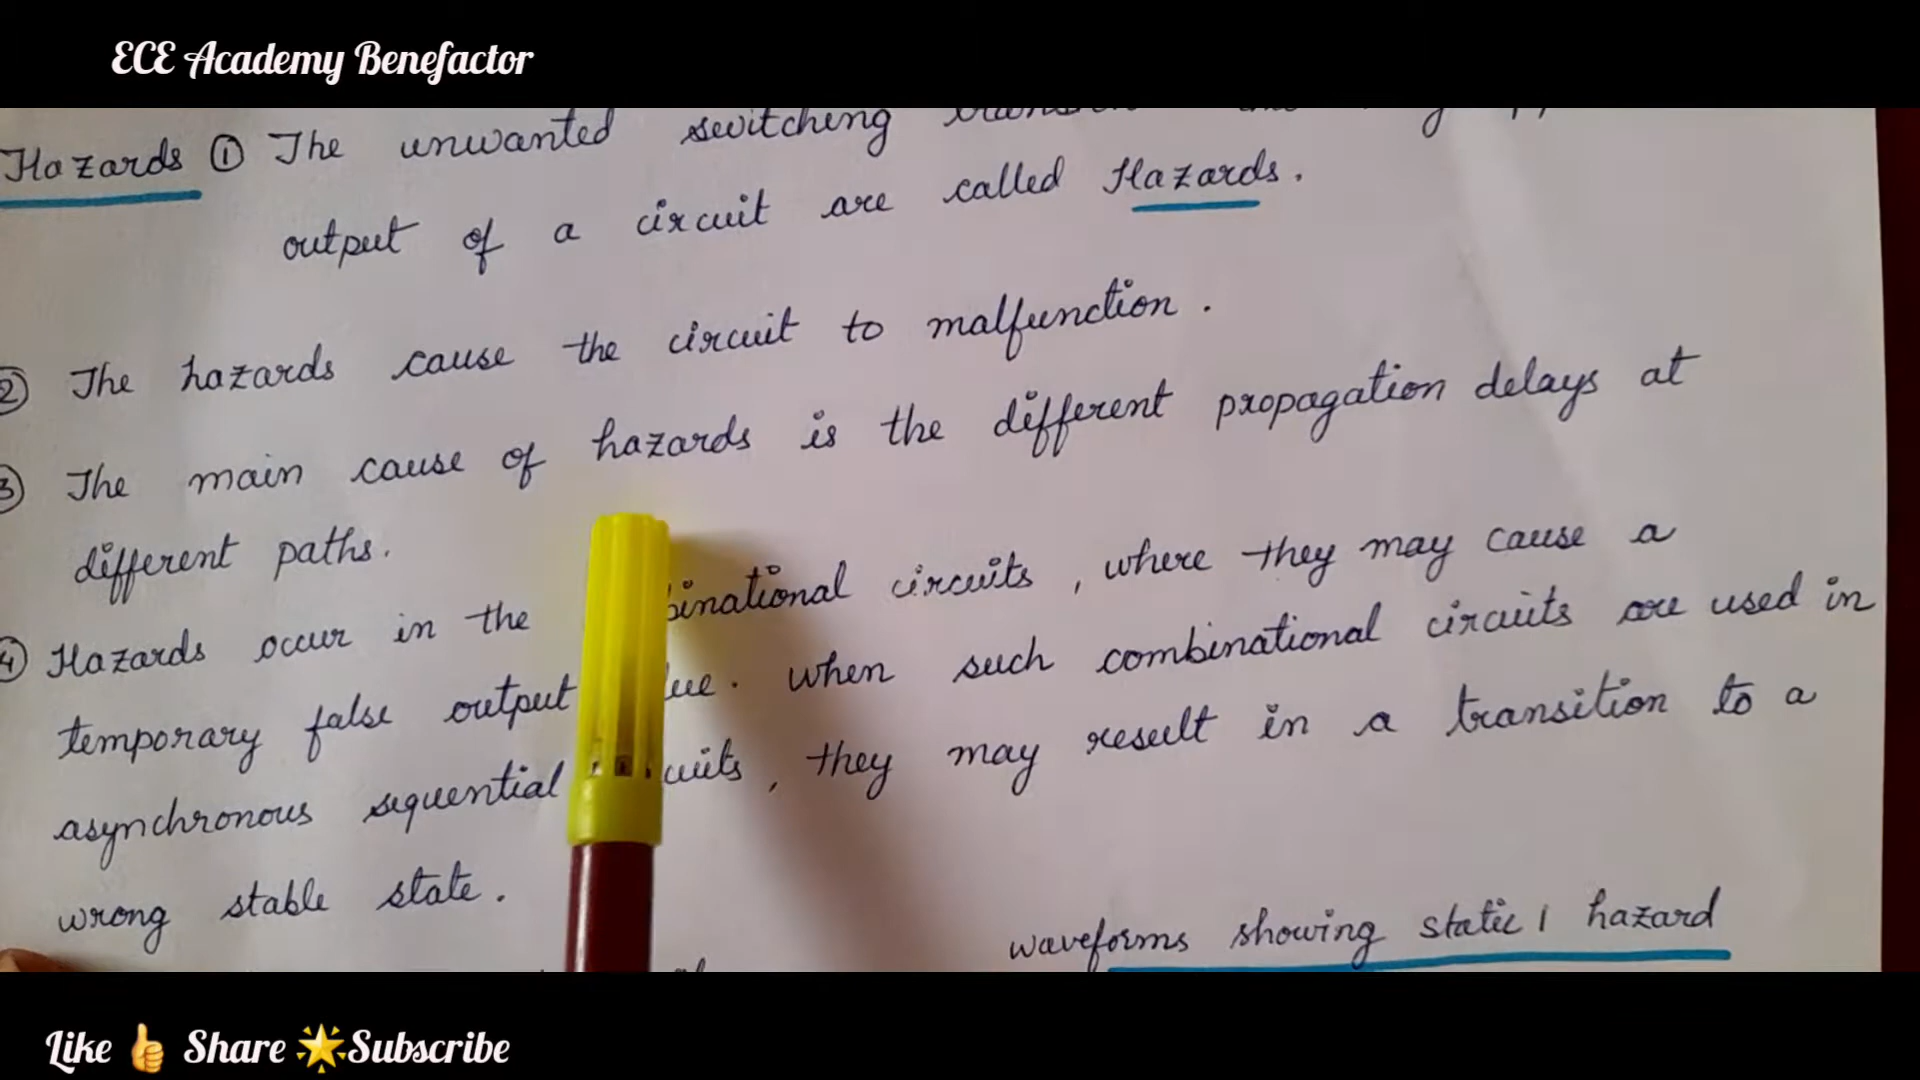 ECE Academy Benefactor
Hazards ① The unwanted switching
output of a circuit are called Hazards.
② The hazards cause the circuit to malfunction.
③ The main cause of hazards is the different propagation delays at
different paths.
④ Hazards occur in the binational circuits, where they may cause a
temporary false output lue. when such combinational circuits are used in
asynchronous sequential cuits, they may result in a transition to a
wrong stable state.
waveforms showing static 1 hazard
Like 👍 Share 🌟Subscribe